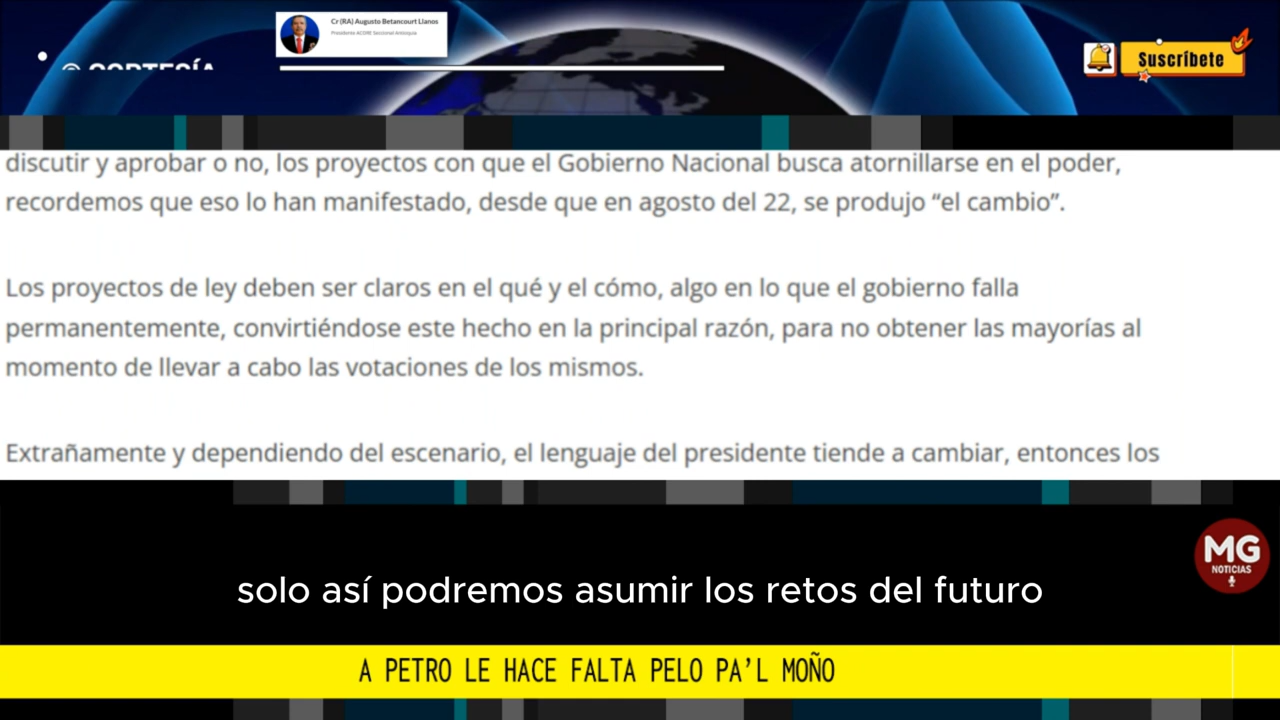 Cr (RA) Augusto Betancourt Llanos
Presidente ACORE Seccional Antioquia
@ CORTESÍA
Suscríbete
discutir y aprobar o no, los proyectos con que el Gobierno Nacional busca atornillarse en el poder,
recordemos que eso lo han manifestado, desde que en agosto del 22, se produjo “el cambio”.
Los proyectos de ley deben ser claros en el qué y el cómo, algo en lo que el gobierno falla
permanentemente, convirtiéndose este hecho en la principal razón, para no obtener las mayorías al
momento de llevar a cabo las votaciones de los mismos.
Extrañamente y dependiendo del escenario, el lenguaje del presidente tiende a cambiar, entonces los
MG
NOTICIAS
solo así podremos asumir los retos del futuro
A PETRO LE HACE FALTA PELO PA’L MOÑO